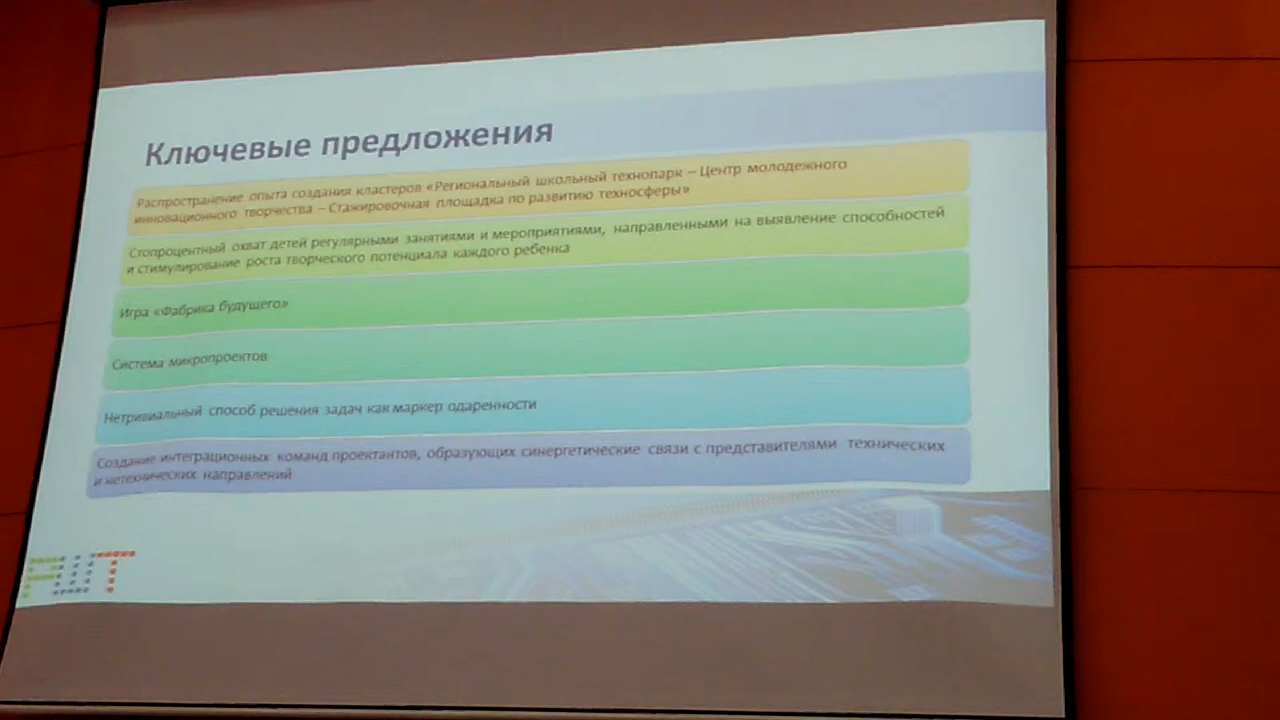 Ключевые предложения
Распространение опыта создания кластеров «Региональный школьный технопарк – Центр молодежного
инновационного творчества – Стажировочная площадка по развитию техносферы»
Стопроцентный охват детей регулярными занятиями и мероприятиями, направленными на выявление способностей
и стимулирование роста творческого потенциала каждого ребенка
Игра «Фабрика будущего»
Система микропроектов
Нетривиальный способ решения задач как маркер одаренности
Создание интеграционных команд проектантов, образующих синергетические связи с представителями технических
и нетехнических направлений